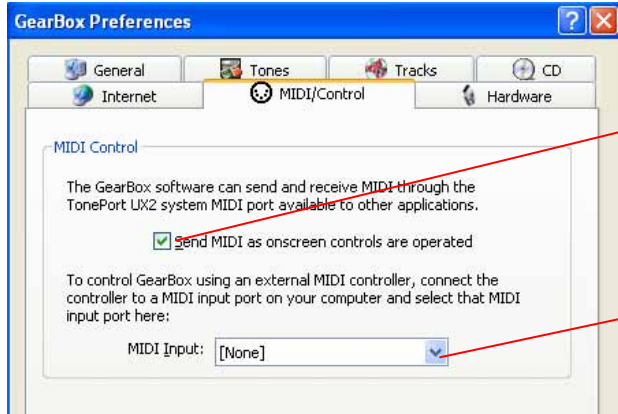 GearBox Preferences
General Tones Tracks CD
Internet MIDI/Control Hardware
MIDI Control
The GearBox software can send and receive MIDI through the
TonePort UX2 system MIDI port available to other applications.
Send MIDI as onscreen controls are operated
To control GearBox using an external MIDI controller, connect the
controller to a MIDI input port on your computer and select that MIDI
input port here:
MIDI Input: [None]